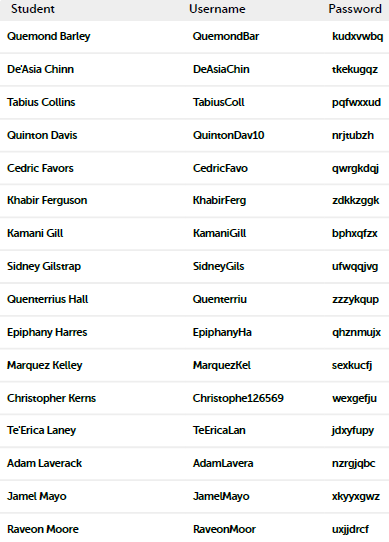 Student Username Password
Quemond Barley QuemondBar kudxvwbq
De'Asia Chinn DeAsiaChin tkekugqz
Tabius Collins TabiusColl pqfwxxud
Quinton Davis QuintonDav10 nrjtubzh
Cedric Favors CedricFavo qwrgkdqj
Khabir Ferguson KhabirFerg zdkkzggk
Kamani Gill KamaniGill bphxqfzx
Sidney Gilstrap SidneyGils ufwqqjvg
Quenterrius Hall Quenterriu zzzykqup
Epiphany Harres EpiphanyHa qhznmujx
Marquez Kelley MarquezKel sexkucfj
Christopher Kerns Christophe126569 wexgefju
Te'Erica Laney TeEricaLan jdxyfupy
Adam Laverack AdamLavera nzrgjqbc
Jamel Mayo JamelMayo xkyyxgwz
Raveon Moore RaveonMoor uxjjdrcf